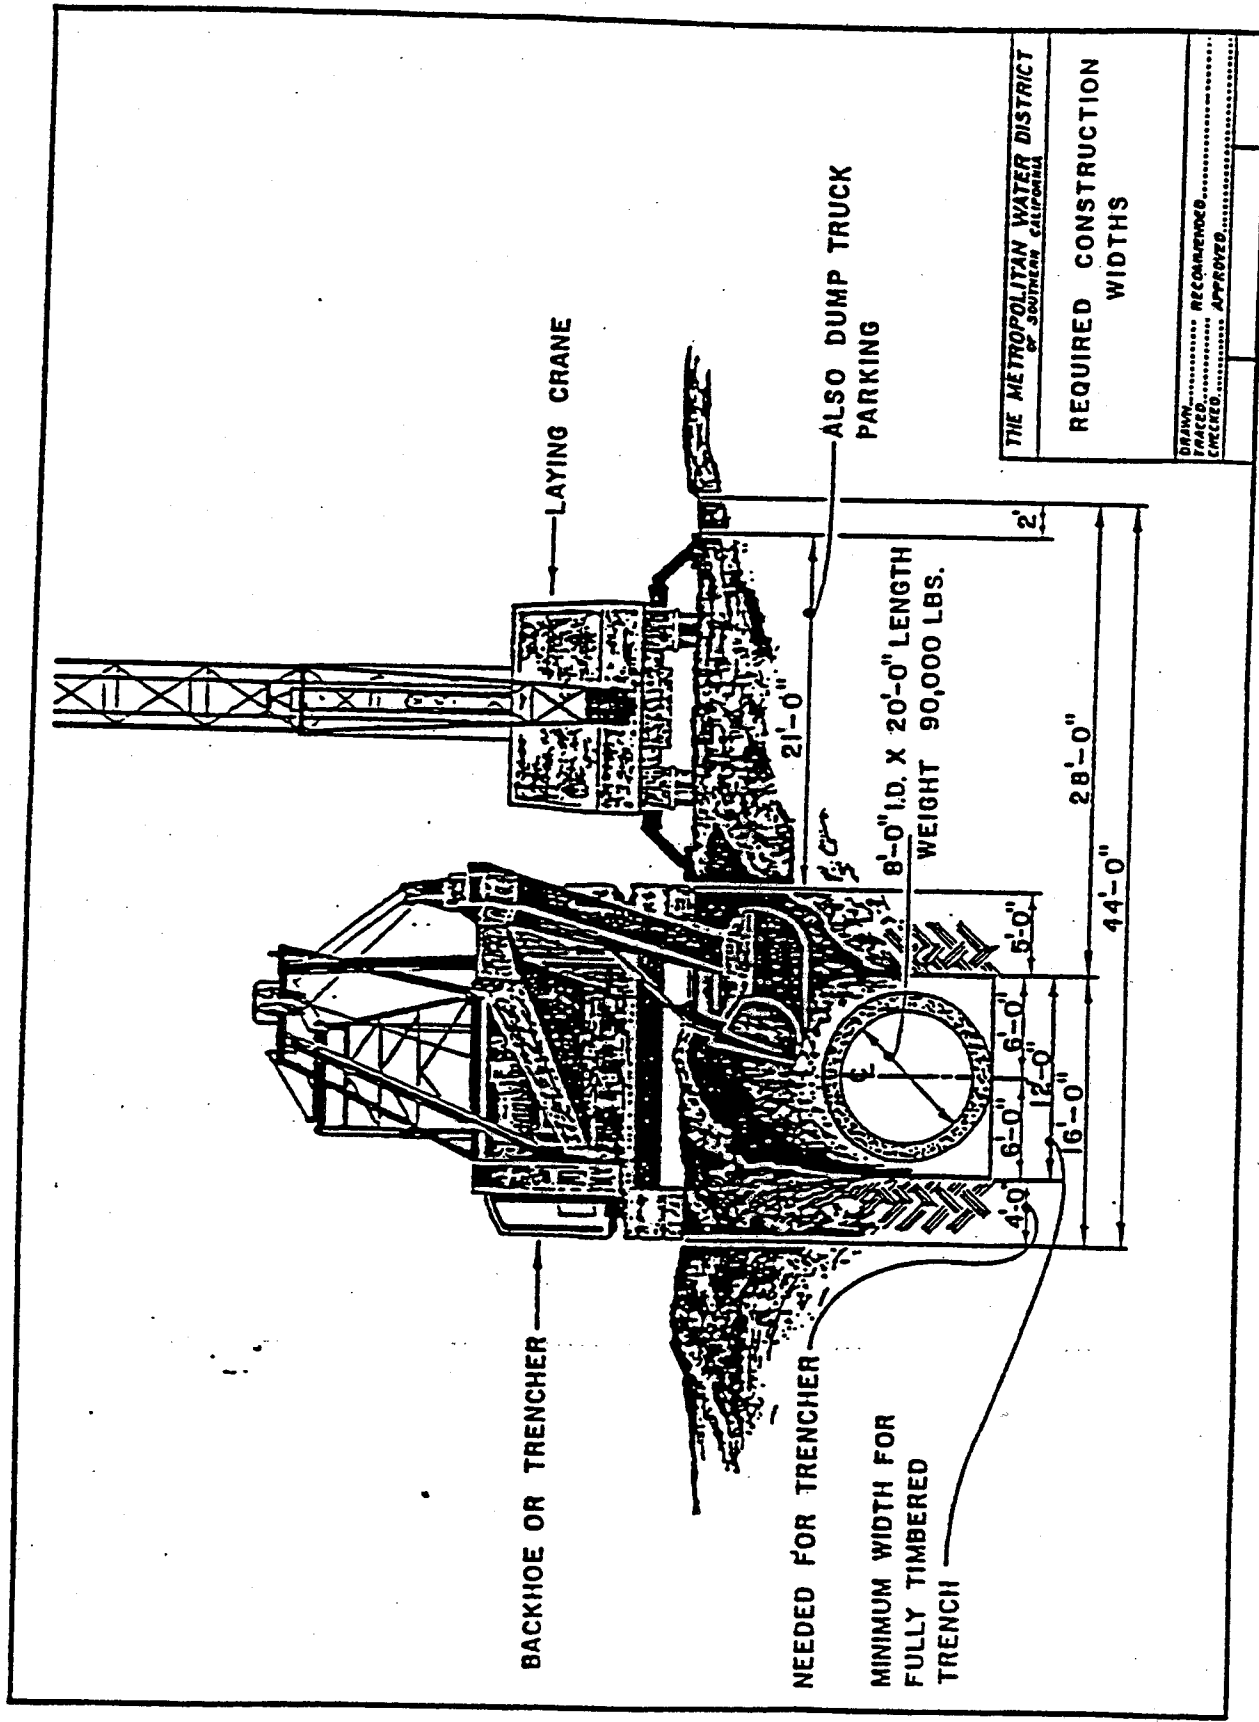 LAYING CRANE
BACKHOE OR TRENCHER
ALSO DUMP TRUCK
PARKING
21'-0"
8'-0" I.D. X 20'-0" LENGTH
WEIGHT 90,000 LBS.
NEEDED FOR TRENCHER
MINIMUM WIDTH FOR
FULLY TIMBERED
TRENCH
℄
4'-0"
6'-0"
6'-0"
5'-0"
2'
12'-0"
16'-0"
28'-0"
44'-0"
THE METROPOLITAN WATER DISTRICT
OF SOUTHERN CALIFORNIA
REQUIRED CONSTRUCTION
WIDTHS
DRAWN
TRACED RECOMMENDED
CHECKED APPROVED